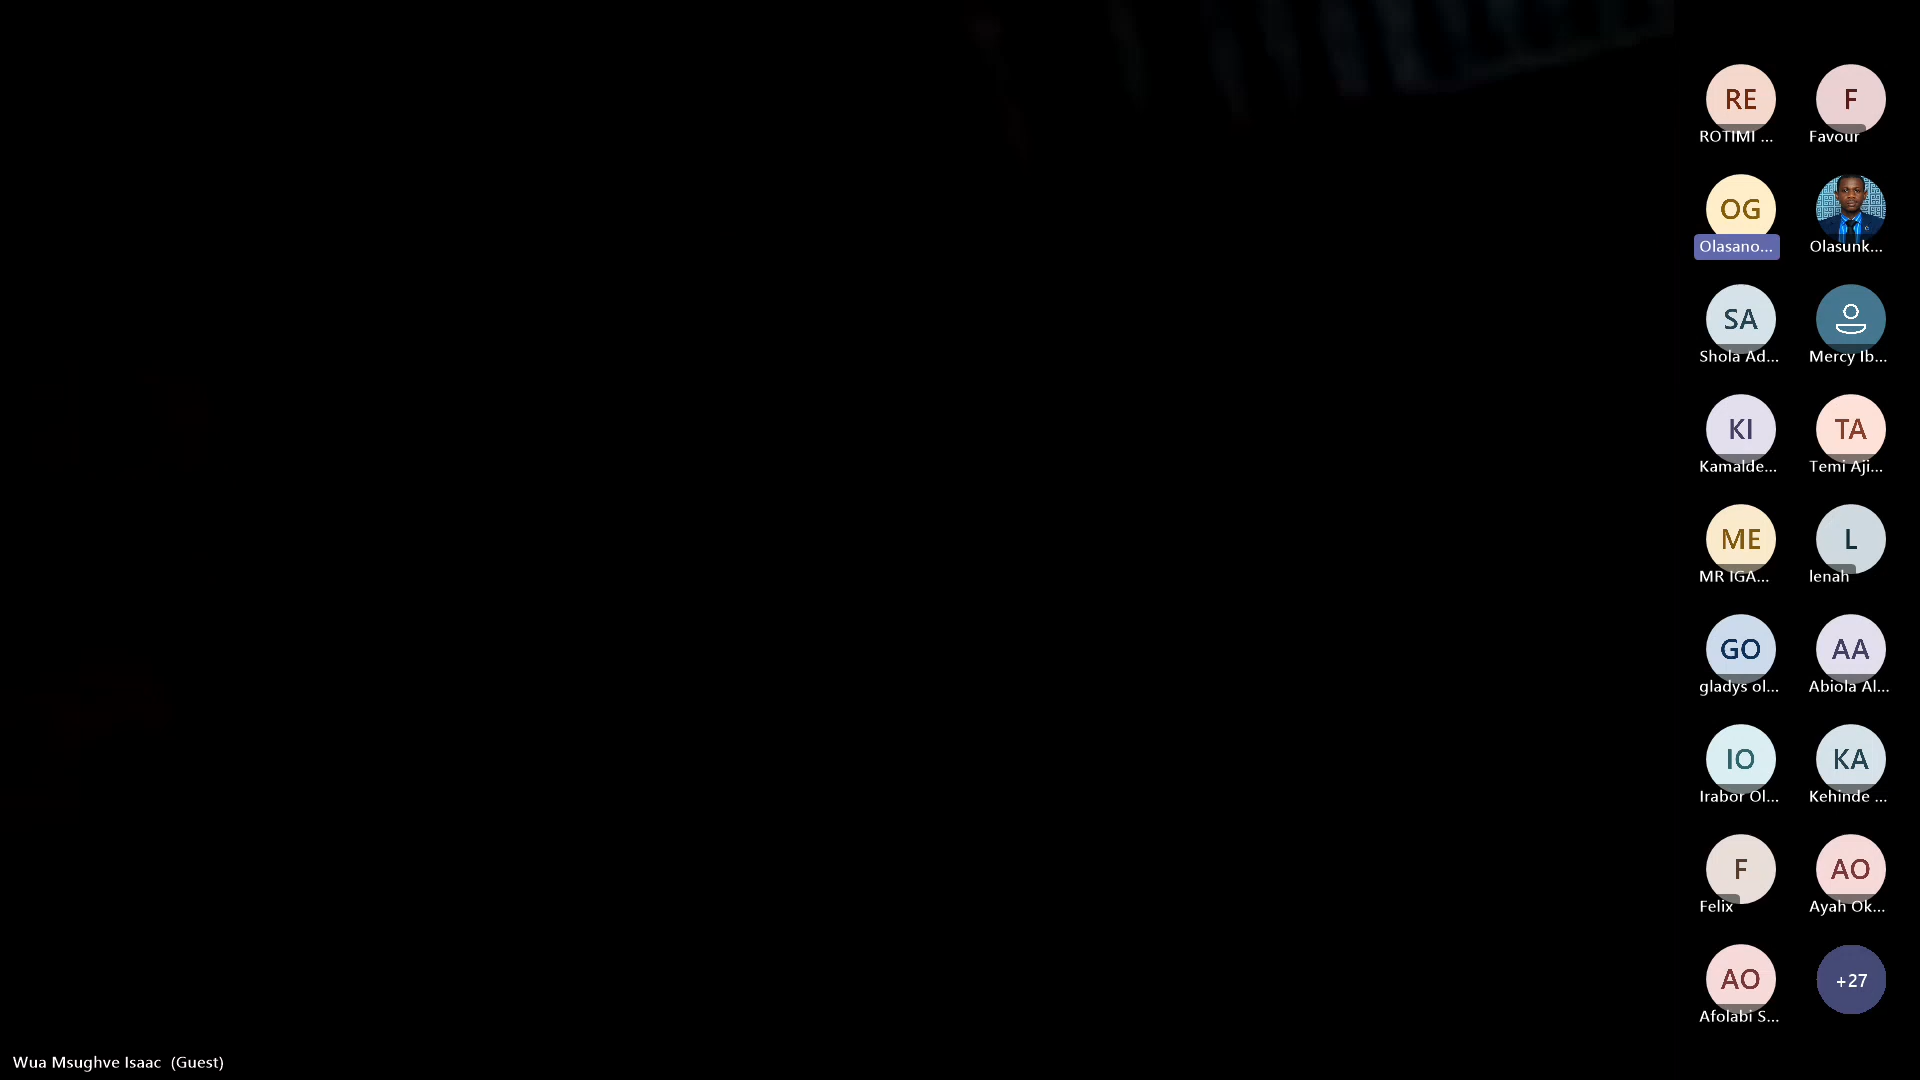 RE
F
ROTIMI ...
Favour
OG
Olasano...
Olasunk...
SA
Shola Ad...
Mercy Ib...
KI
TA
Kamalde...
Temi Aji...
ME
L
MR IGA...
lenah
GO
AA
gladys ol...
Abiola Al...
IO
KA
Irabor Ol...
Kehinde ...
F
AO
Felix
Ayah Ok...
AO
+27
Afolabi S...
Wua Msughve Isaac (Guest)